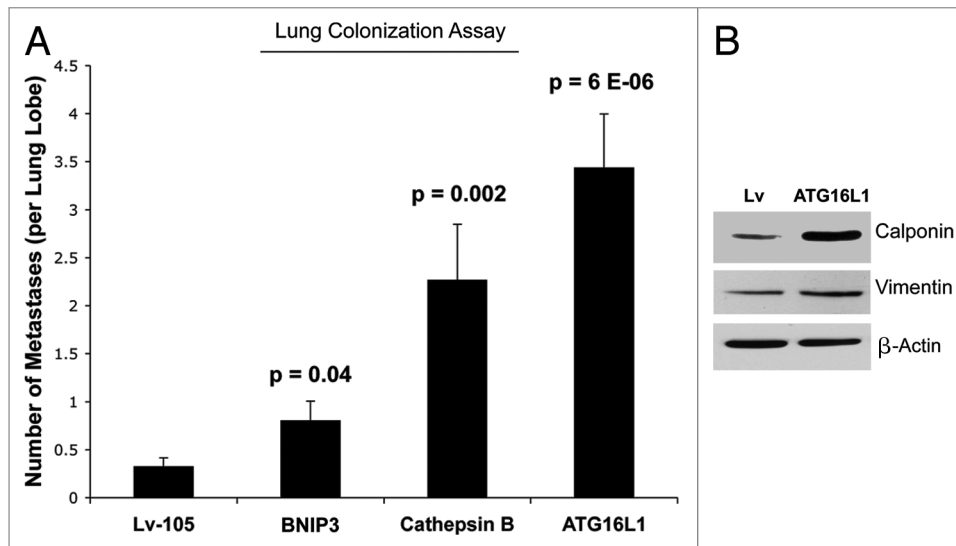 A
Lung Colonization Assay
Number of Metastases (per Lung Lobe)
4.5
4
3.5
3
2.5
2
1.5
1
0.5
0
p = 0.04
p = 0.002
p = 6 E-06
Lv-105 BNIP3 Cathepsin B ATG16L1
B
Lv ATG16L1
Calponin
Vimentin
β-Actin